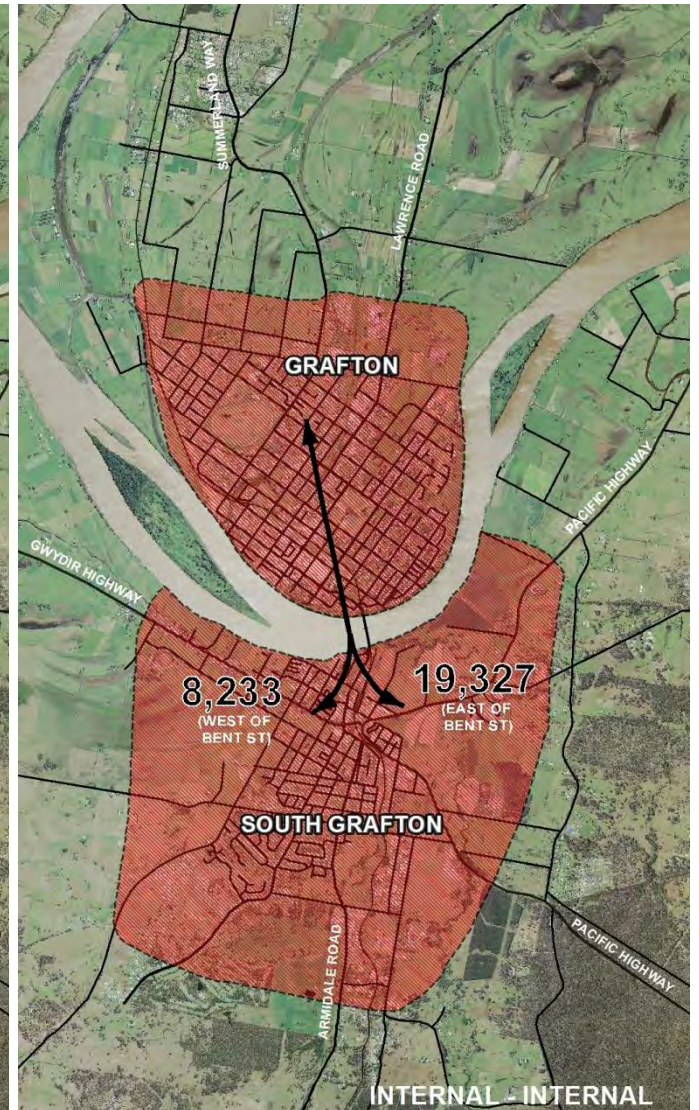 SUMMERLAND WAY
LAWRENCE ROAD
GRAFTON
PACIFIC HIGHWAY
GWYDIR HIGHWAY
8,233
(WEST OF
BENT ST)
19,327
(EAST OF
BENT ST)
SOUTH GRAFTON
ARMIDALE ROAD
PACIFIC HIGHWAY
INTERNAL - INTERNAL